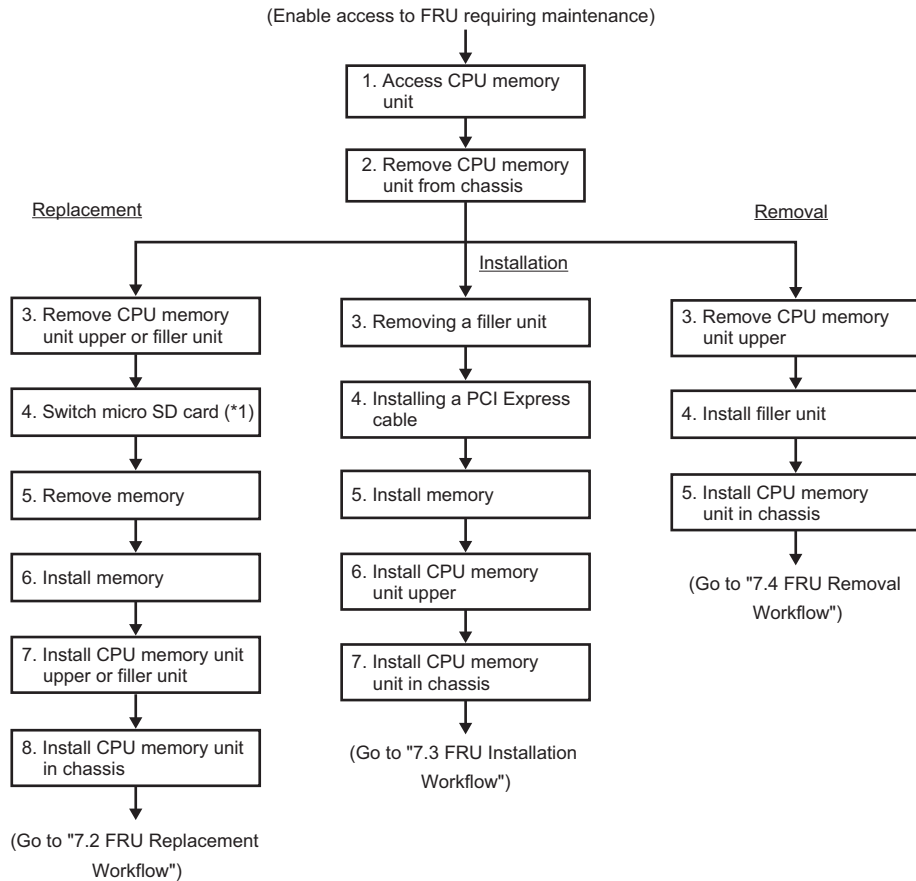 (Enable access to FRU requiring maintenance)
1. Access CPU memory
unit
2. Remove CPU memory
unit from chassis
Replacement
3. Remove CPU memory
unit upper or filler unit
4. Switch micro SD card (*1)
5. Remove memory
6. Install memory
7. Install CPU memory unit
upper or filler unit
8. Install CPU memory unit
in chassis
(Go to "7.2 FRU Replacement
Workflow")
Installation
3. Removing a filler unit
4. Installing a PCI Express
cable
5. Install memory
6. Install CPU memory
unit upper
7. Install CPU memory
unit in chassis
(Go to "7.3 FRU Installation
Workflow")
Removal
3. Remove CPU memory
unit upper
4. Install filler unit
5. Install CPU memory
unit in chassis
(Go to "7.4 FRU Removal
Workflow")